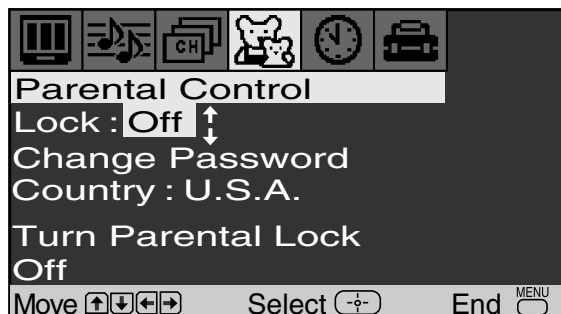 CH
Parental Control
Lock : Off
Change Password
Country : U.S.A.
Turn Parental Lock
Off
Move Select End MENU